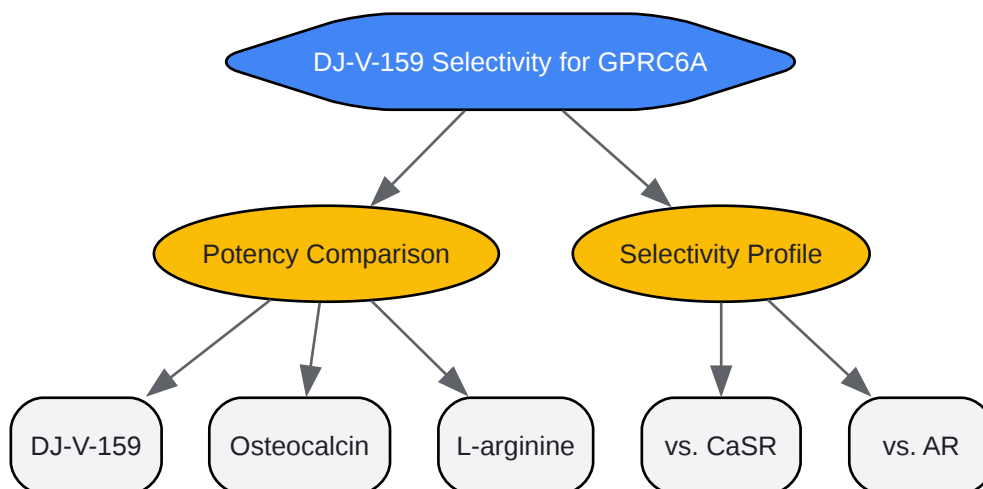 DJ-V-159 Selectivity for GPRC6A
Potency Comparison
Selectivity Profile
DJ-V-159
Osteocalcin
L-arginine
vs. CaSR
vs. AR